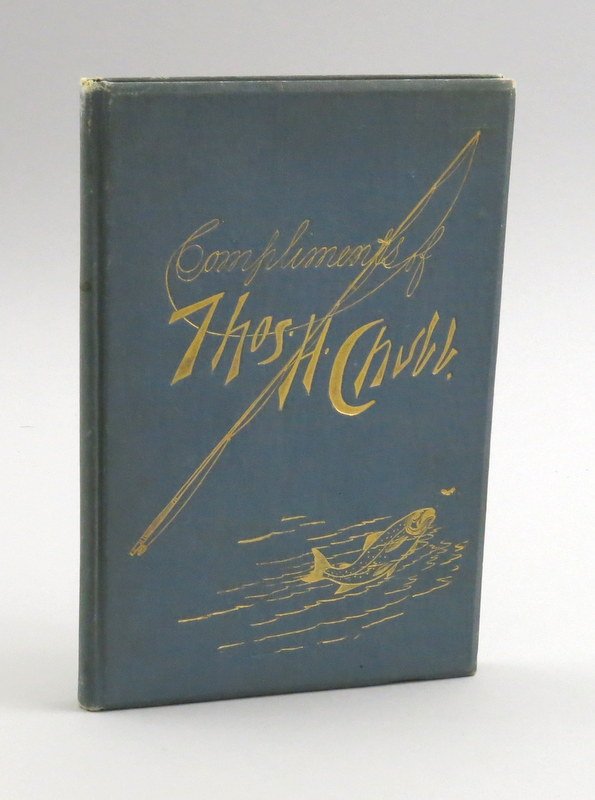 Compliments of
Thos. H. Chubb.